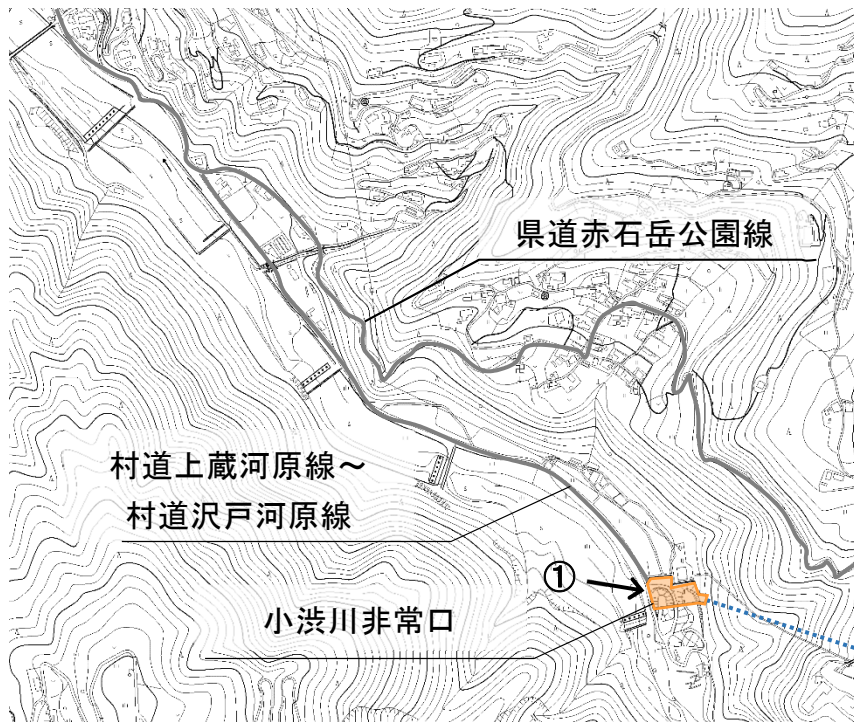 県道赤石岳公園線
村道上蔵河原線～
村道沢戸河原線
①
小渋川非常口